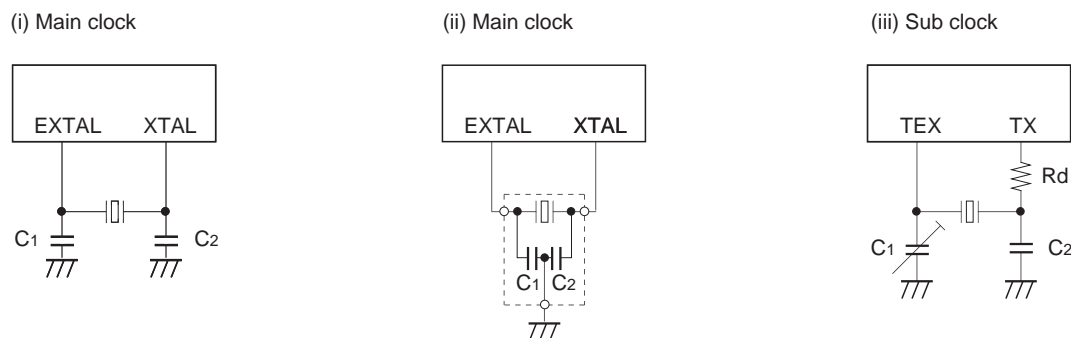 (i) Main clock
EXTAL XTAL
C1 C2
(ii) Main clock
EXTAL XTAL
C1 C2
(iii) Sub clock
TEX TX
Rd
C1 C2